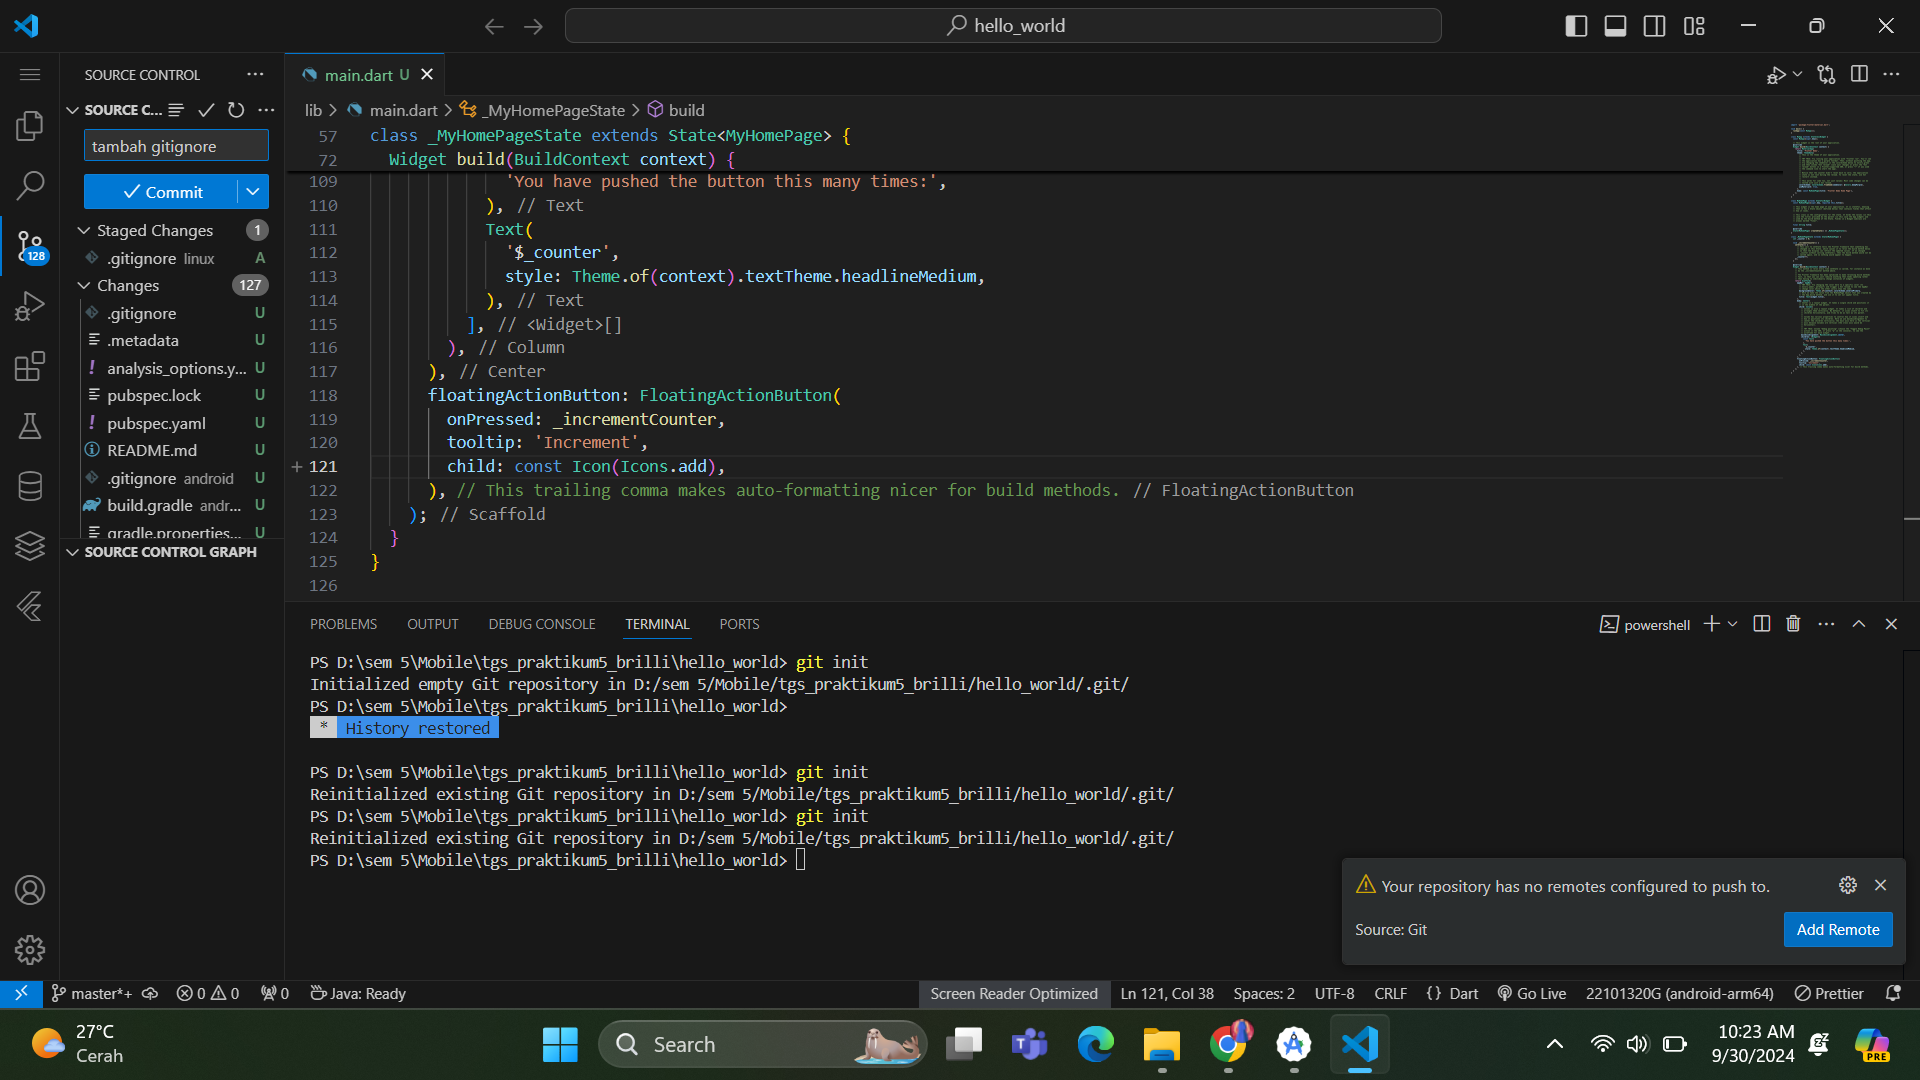 hello_world
SOURCE CONTROL
SOURCE C...
tambah gitignore
Commit
Staged Changes 1
.gitignore linux A
Changes 127
.gitignore U
.metadata U
analysis_options.y... U
pubspec.lock U
pubspec.yaml U
README.md U
.gitignore android U
build.gradle andr... U
gradle.properties... U
SOURCE CONTROL GRAPH
128
main.dart U
lib > main.dart > _MyHomePageState > build
57 class _MyHomePageState extends State<MyHomePage> {
72 Widget build(BuildContext context) {
109 'You have pushed the button this many times:',
110 ), // Text
111 Text(
112 '$_counter',
113 style: Theme.of(context).textTheme.headlineMedium,
114 ), // Text
115 ], // <Widget>[]
116 ), // Column
117 ), // Center
118 floatingActionButton: FloatingActionButton(
119 onPressed: _incrementCounter,
120 tooltip: 'Increment',
121 child: const Icon(Icons.add),
122 ), // This trailing comma makes auto-formatting nicer for build methods. // FloatingActionButton
123 ); // Scaffold
124 }
125 }
126
PROBLEMS OUTPUT DEBUG CONSOLE TERMINAL PORTS
powershell
PS D:\sem 5\Mobile\tgs_praktikum5_brilli\hello_world> git init
Initialized empty Git repository in D:/sem 5/Mobile/tgs_praktikum5_brilli/hello_world/.git/
PS D:\sem 5\Mobile\tgs_praktikum5_brilli\hello_world>
* History restored
PS D:\sem 5\Mobile\tgs_praktikum5_brilli\hello_world> git init
Reinitialized existing Git repository in D:/sem 5/Mobile/tgs_praktikum5_brilli/hello_world/.git/
PS D:\sem 5\Mobile\tgs_praktikum5_brilli\hello_world> git init
Reinitialized existing Git repository in D:/sem 5/Mobile/tgs_praktikum5_brilli/hello_world/.git/
PS D:\sem 5\Mobile\tgs_praktikum5_brilli\hello_world>
Your repository has no remotes configured to push to.
Source: Git
Add Remote
master*+ 0 0 0 Java: Ready
Screen Reader Optimized Ln 121, Col 38 Spaces: 2 UTF-8 CRLF {} Dart Go Live 22101320G (android-arm64) Prettier
27°C
Cerah
Search
10:23 AM
9/30/2024
PRE